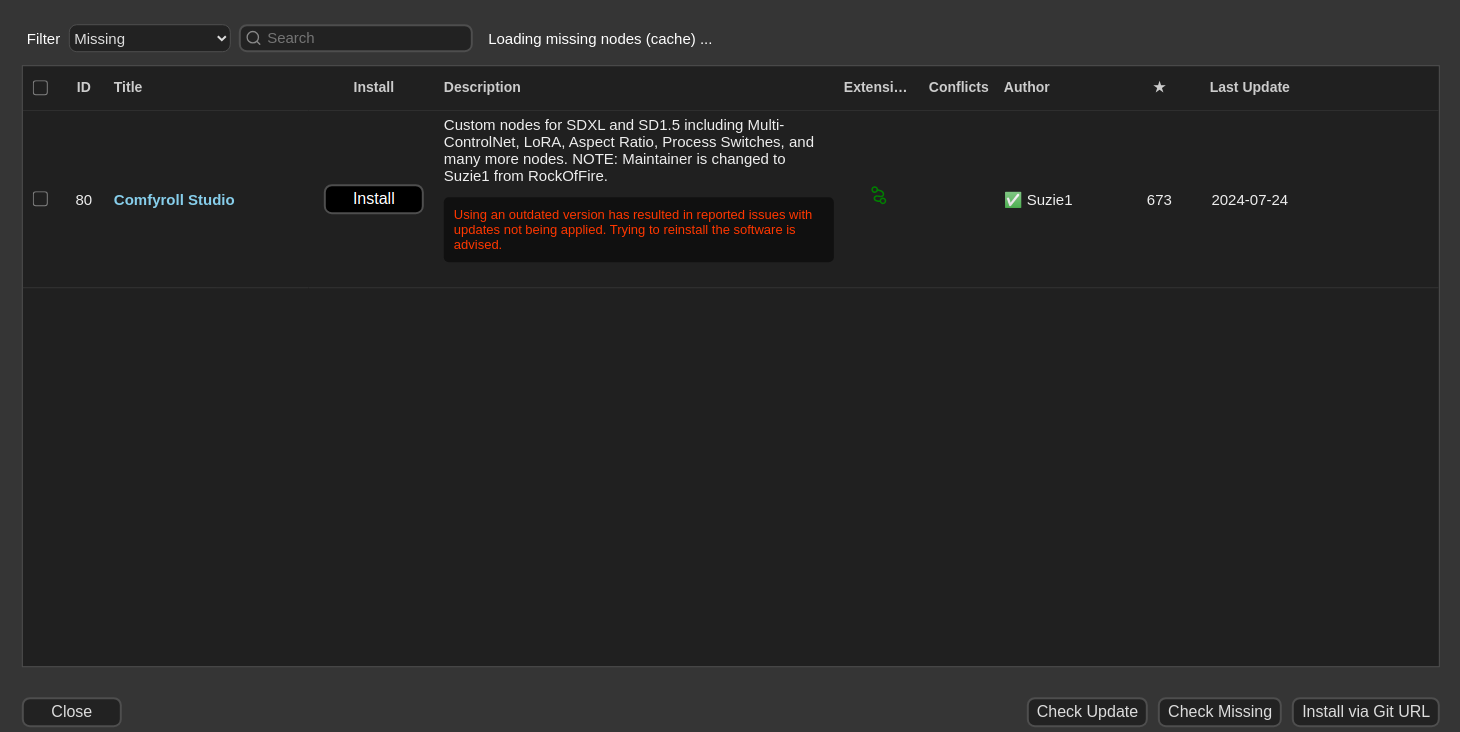 Filter Missing Search Loading missing nodes (cache) ...
ID Title Install Description Extensi... Conflicts Author ★ Last Update
Custom nodes for SDXL and SD1.5 including Multi-
ControlNet, LoRA, Aspect Ratio, Process Switches, and
many more nodes. NOTE: Maintainer is changed to
Suzie1 from RockOfFire.
80 Comfyroll Studio Install ✅ Suzie1 673 2024-07-24
Using an outdated version has resulted in reported issues with
updates not being applied. Trying to reinstall the software is
advised.
Close Check Update Check Missing Install via Git URL